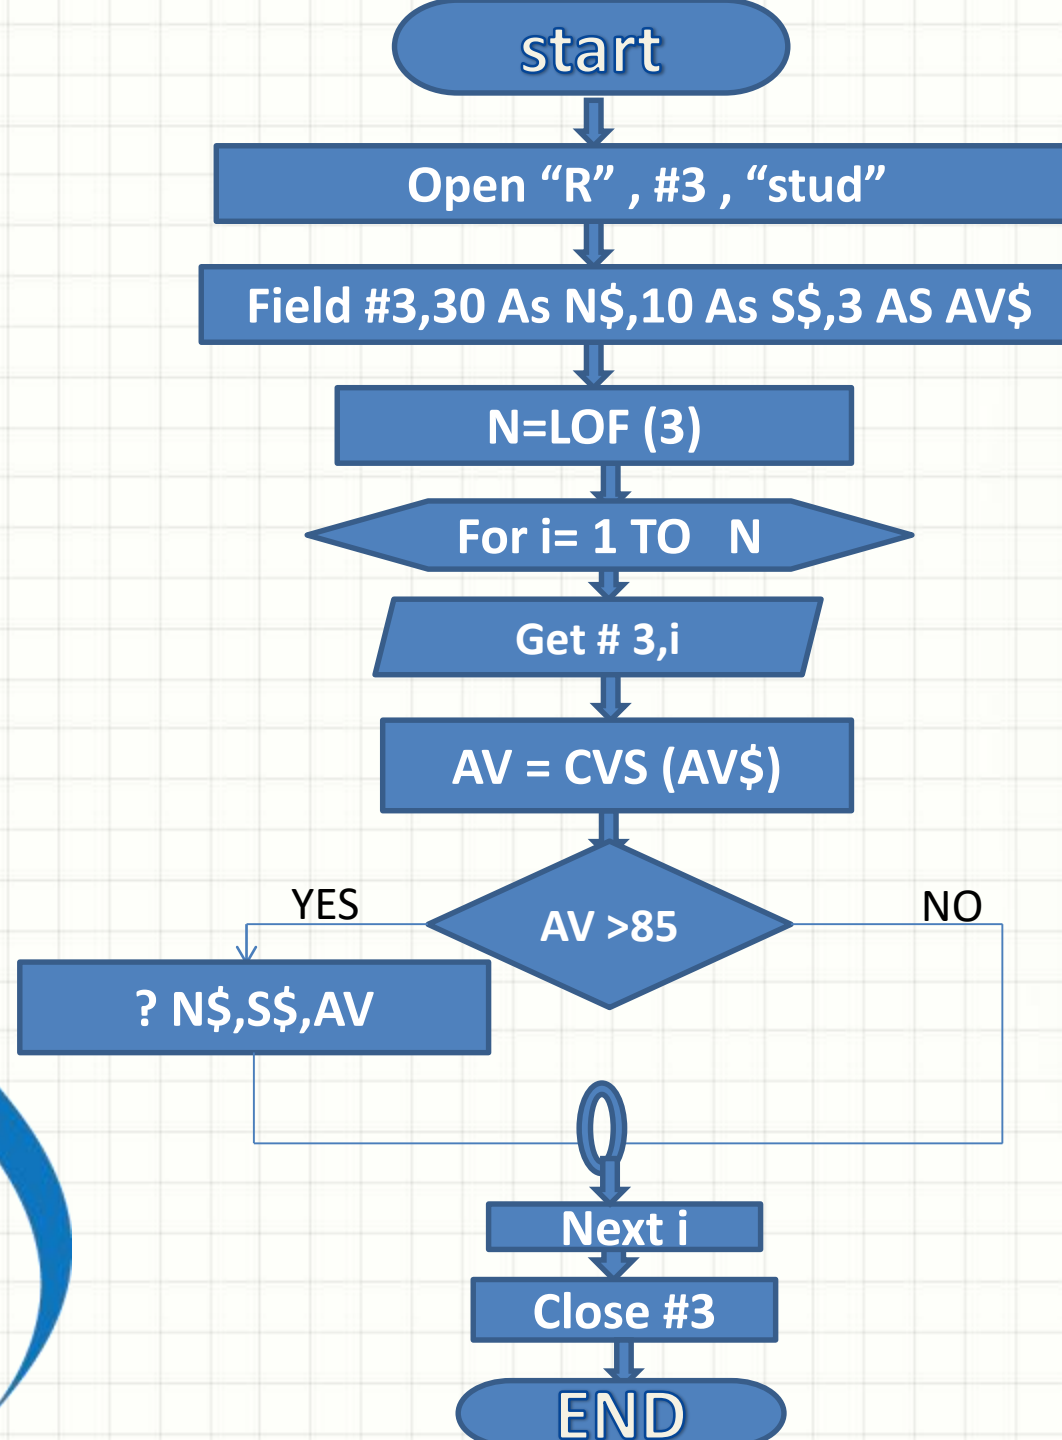 start
Open “R” , #3 , “stud”
Field #3,30 As N$,10 As S$,3 AS AV$
N=LOF (3)
For i= 1 TO N
Get # 3,i
AV = CVS (AV$)
AV >85
YES
NO
? N$,S$,AV
Next i
Close #3
END